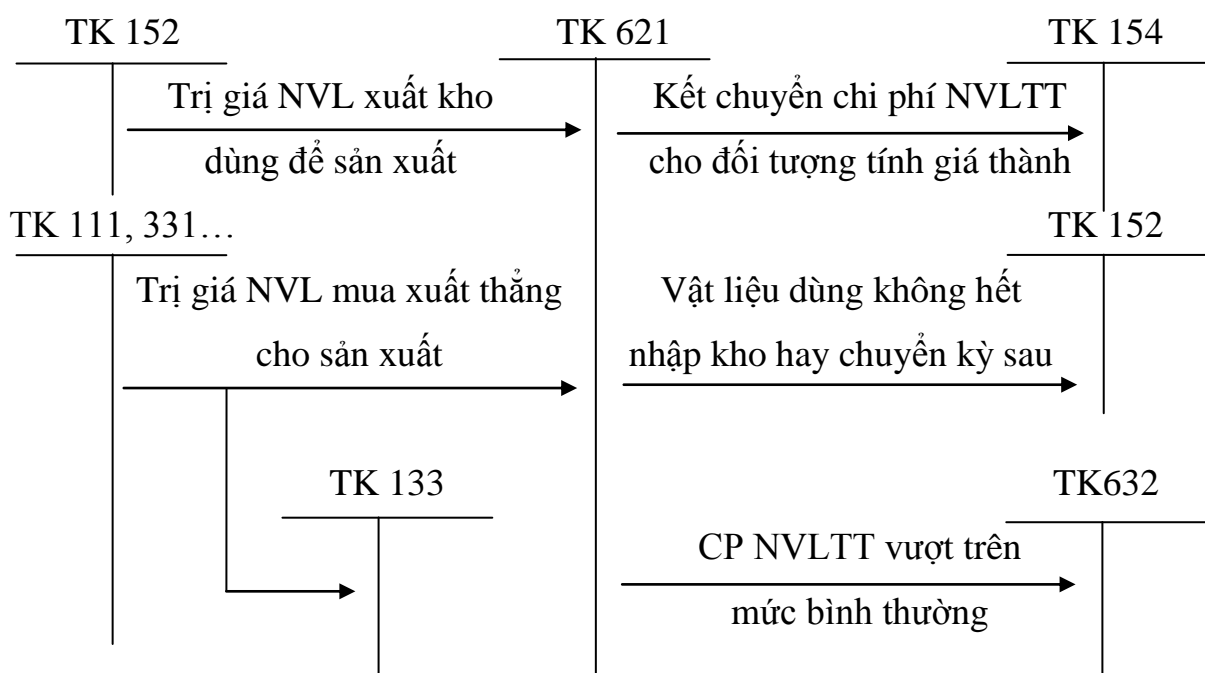 TK 152
TK 621
TK 154
Trị giá NVL xuất kho
dùng để sản xuất
Kết chuyển chi phí NVLTT
cho đối tượng tính giá thành
TK 111, 331…
TK 152
Trị giá NVL mua xuất thẳng
cho sản xuất
Vật liệu dùng không hết
nhập kho hay chuyển kỳ sau
TK 133
TK632
CP NVLTT vượt trên
mức bình thường